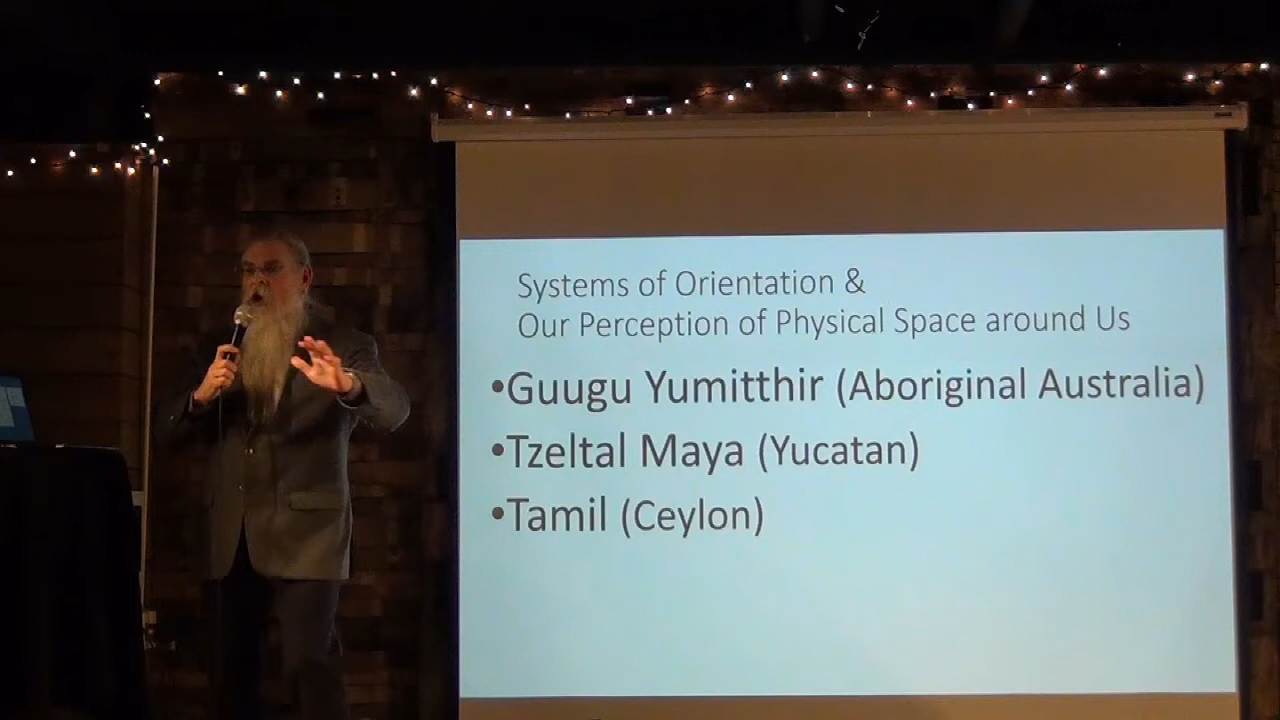 Systems of Orientation &
Our Perception of Physical Space around Us
•Guugu Yumitthir (Aboriginal Australia)
•Tzeltal Maya (Yucatan)
•Tamil (Ceylon)